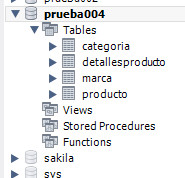 prueba002
prueba004
Tables
categoria
detallesproducto
marca
producto
Views
Stored Procedures
Functions
sakila
sys